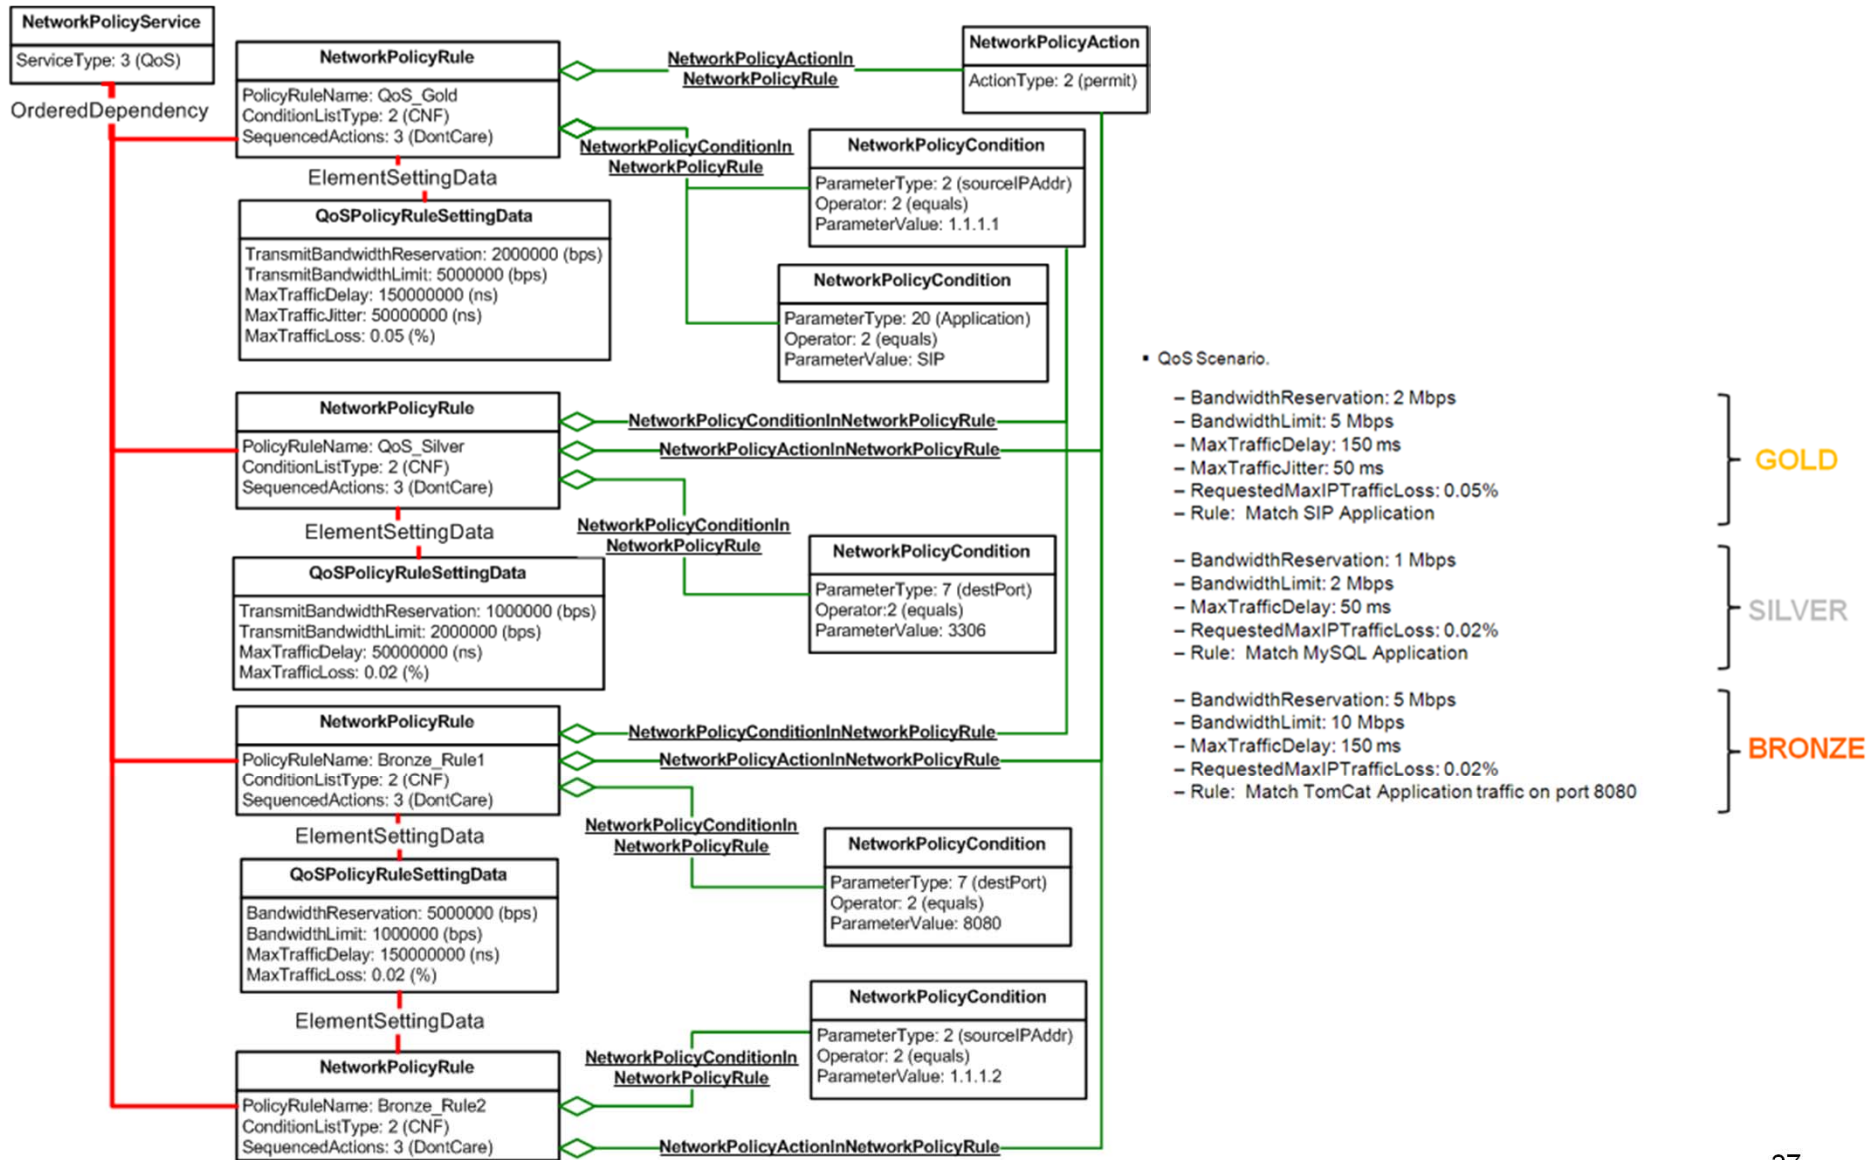 NetworkPolicyService
ServiceType: 3 (QoS)
OrderedDependency
NetworkPolicyRule
PolicyRuleName: QoS_Gold
ConditionListType: 2 (CNF)
SequencedActions: 3 (DontCare)
NetworkPolicyActionIn
NetworkPolicyRule
NetworkPolicyAction
ActionType: 2 (permit)
NetworkPolicyConditionIn
NetworkPolicyRule
NetworkPolicyCondition
ParameterType: 2 (sourceIPAddr)
Operator: 2 (equals)
ParameterValue: 1.1.1.1
ElementSettingData
QoSPolicyRuleSettingData
TransmitBandwidthReservation: 2000000 (bps)
TransmitBandwidthLimit: 5000000 (bps)
MaxTrafficDelay: 150000000 (ns)
MaxTrafficJitter: 50000000 (ns)
MaxTrafficLoss: 0.05 (%)
NetworkPolicyCondition
ParameterType: 20 (Application)
Operator: 2 (equals)
ParameterValue: SIP
NetworkPolicyRule
PolicyRuleName: QoS_Silver
ConditionListType: 2 (CNF)
SequencedActions: 3 (DontCare)
NetworkPolicyConditionInNetworkPolicyRule
NetworkPolicyActionInNetworkPolicyRule
NetworkPolicyConditionIn
NetworkPolicyRule
NetworkPolicyCondition
ParameterType: 7 (destPort)
Operator:2 (equals)
ParameterValue: 3306
ElementSettingData
QoSPolicyRuleSettingData
TransmitBandwidthReservation: 1000000 (bps)
TransmitBandwidthLimit: 2000000 (bps)
MaxTrafficDelay: 50000000 (ns)
MaxTrafficLoss: 0.02 (%)
NetworkPolicyRule
PolicyRuleName: Bronze_Rule1
ConditionListType: 2 (CNF)
SequencedActions: 3 (DontCare)
NetworkPolicyConditionInNetworkPolicyRule
NetworkPolicyActionInNetworkPolicyRule
NetworkPolicyConditionIn
NetworkPolicyRule
NetworkPolicyCondition
ParameterType: 7 (destPort)
Operator: 2 (equals)
ParameterValue: 8080
ElementSettingData
QoSPolicyRuleSettingData
BandwidthReservation: 5000000 (bps)
BandwidthLimit: 1000000 (bps)
MaxTrafficDelay: 150000000 (ns)
MaxTrafficLoss: 0.02 (%)
ElementSettingData
NetworkPolicyRule
PolicyRuleName: Bronze_Rule2
ConditionListType: 2 (CNF)
SequencedActions: 3 (DontCare)
NetworkPolicyConditionIn
NetworkPolicyRule
NetworkPolicyCondition
ParameterType: 2 (sourceIPAddr)
Operator: 2 (equals)
ParameterValue: 1.1.1.2
NetworkPolicyActionInNetworkPolicyRule
▪ QoS Scenario.
– BandwidthReservation: 2 Mbps
– BandwidthLimit: 5 Mbps
– MaxTrafficDelay: 150 ms
– MaxTrafficJitter: 50 ms
– RequestedMaxIPTrafficLoss: 0.05%
– Rule: Match SIP Application
GOLD
– BandwidthReservation: 1 Mbps
– BandwidthLimit: 2 Mbps
– MaxTrafficDelay: 50 ms
– RequestedMaxIPTrafficLoss: 0.02%
– Rule: Match MySQL Application
SILVER
– BandwidthReservation: 5 Mbps
– BandwidthLimit: 10 Mbps
– MaxTrafficDelay: 150 ms
– RequestedMaxIPTrafficLoss: 0.02%
– Rule: Match TomCat Application traffic on port 8080
BRONZE